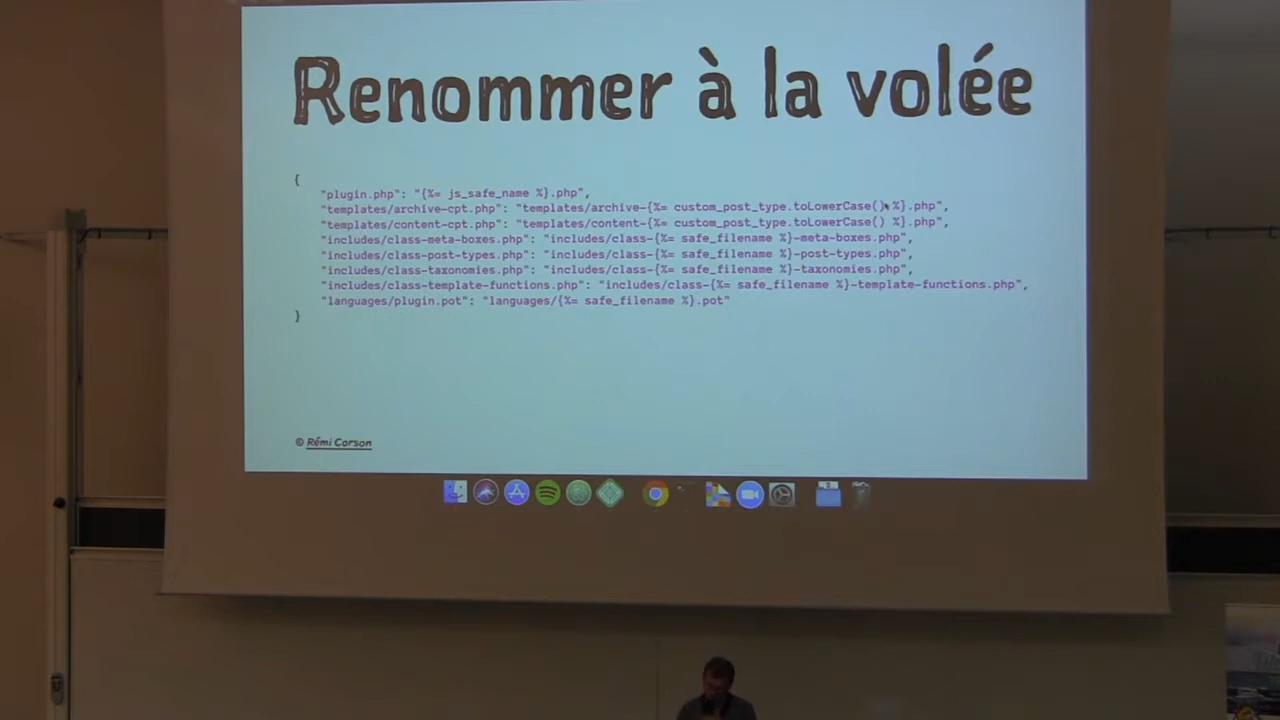 Renommer à la volée
{
"plugin.php": "{%= js_safe_name %}.php",
"templates/archive-cpt.php": "templates/archive-{%= custom_post_type.toLowerCase() %}.php",
"templates/content-cpt.php": "templates/content-{%= custom_post_type.toLowerCase() %}.php",
"includes/class-meta-boxes.php": "includes/class-{%= safe_filename %}-meta-boxes.php",
"includes/class-post-types.php": "includes/class-{%= safe_filename %}-post-types.php",
"includes/class-taxonomies.php": "includes/class-{%= safe_filename %}-taxonomies.php",
"includes/class-template-functions.php": "includes/class-{%= safe_filename %}-template-functions.php",
"languages/plugin.pot": "languages/{%= safe_filename %}.pot"
}
© Rémi Corson